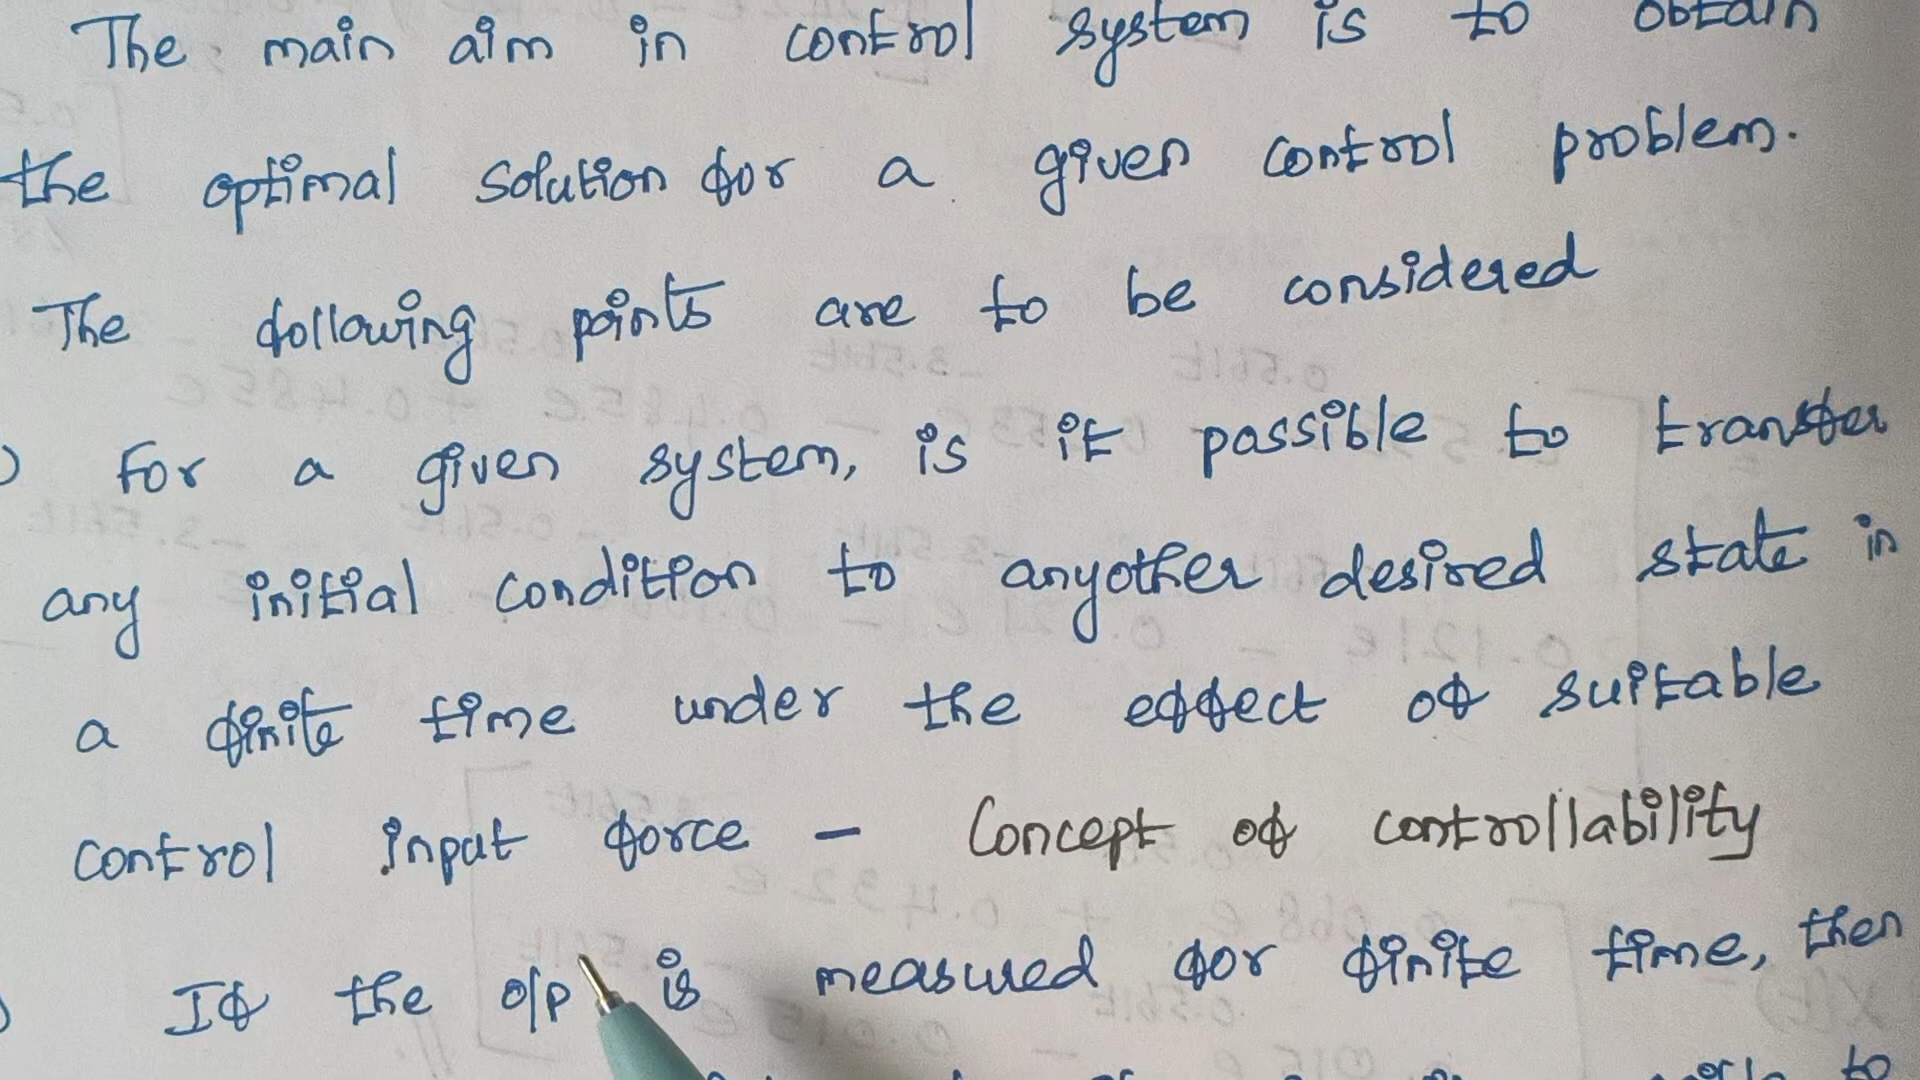 The main aim in control system is to obtain
the optimal solution for a given control problem.
The following points are to be considered
) For a given system, is it possible to transfer
any initial condition to anyother desired state in
a finite time under the effect of suitable
control input force - Concept of controllability
) If the o/p is measured for finite time, then
to